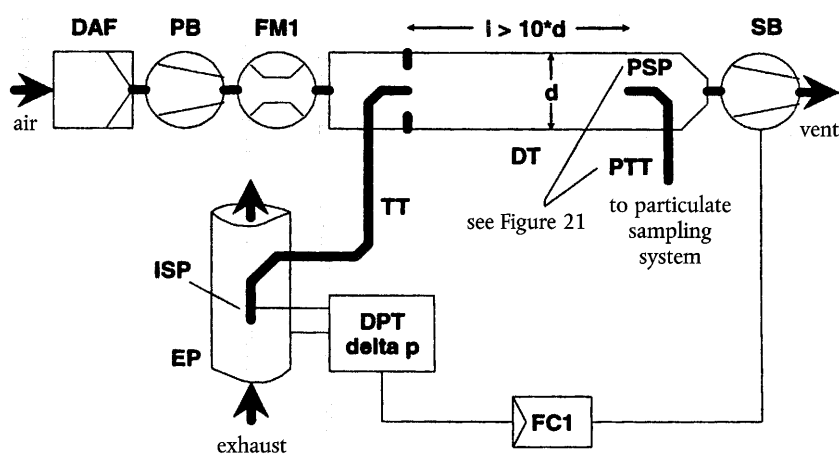 DAF
PB
FM1
l > 10*d
SB
air
d
PSP
vent
DT
PTT
TT
see Figure 21
to particulate
sampling
system
ISP
DPT
delta p
EP
FC1
exhaust